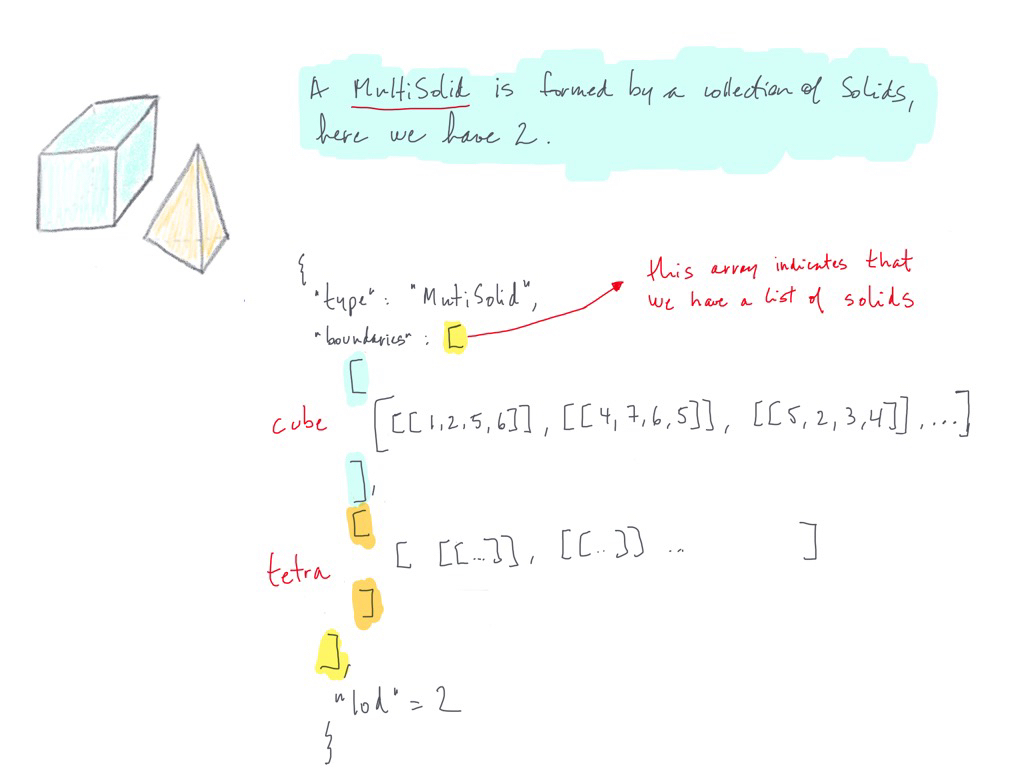 A MultiSolid is formed by a collection of Solids,
here we have 2.
{
"type": "MutiSolid",
"boundaries": [
this array indicates that
we have a list of solids
[
cube [[[1,2,5,6]], [[4,7,6,5]], [[5,2,3,4]], ...]
],
[
tetra [ [[...]], [[..]] ... ]
]
],
"lod" = 2
}